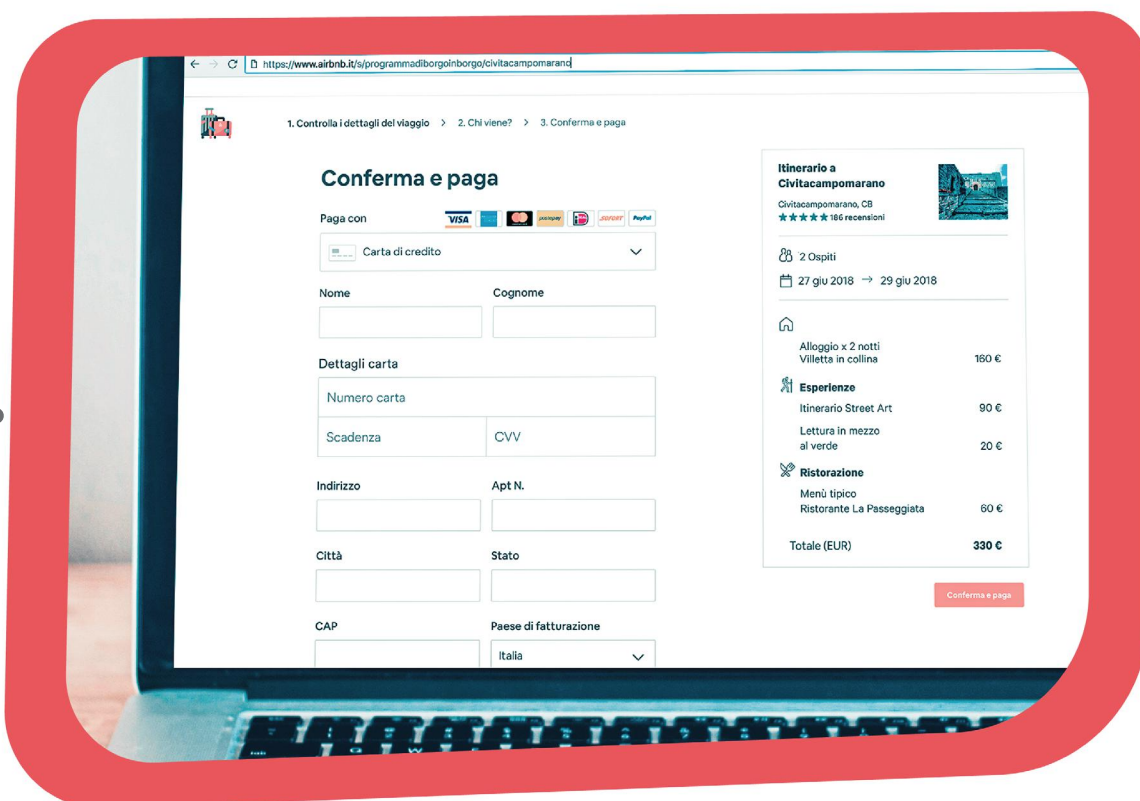 https://www.airbnb.it/s/programmadiborgoinborgo/civitacampomarano
1. Controlla i dettagli del viaggio > 2. Chi viene? > 3. Conferma e paga
Conferma e paga
Paga con VISA postepay SOFORT PayPal
Carta di credito
Nome Cognome
Dettagli carta
Numero carta
Scadenza CVV
Indirizzo Apt N.
Città Stato
CAP Paese di fatturazione
Italia
Itinerario a
Civitacampomarano
Civitacampomarano, CB
★★★★★ 186 recensioni
2 Ospiti
27 giu 2018 → 29 giu 2018
Alloggio x 2 notti
Villetta in collina 160 €
Esperienze
Itinerario Street Art 90 €
Lettura in mezzo
al verde 20 €
Ristorazione
Menù tipico
Ristorante La Passeggiata 60 €
Totale (EUR) 330 €
Conferma e paga